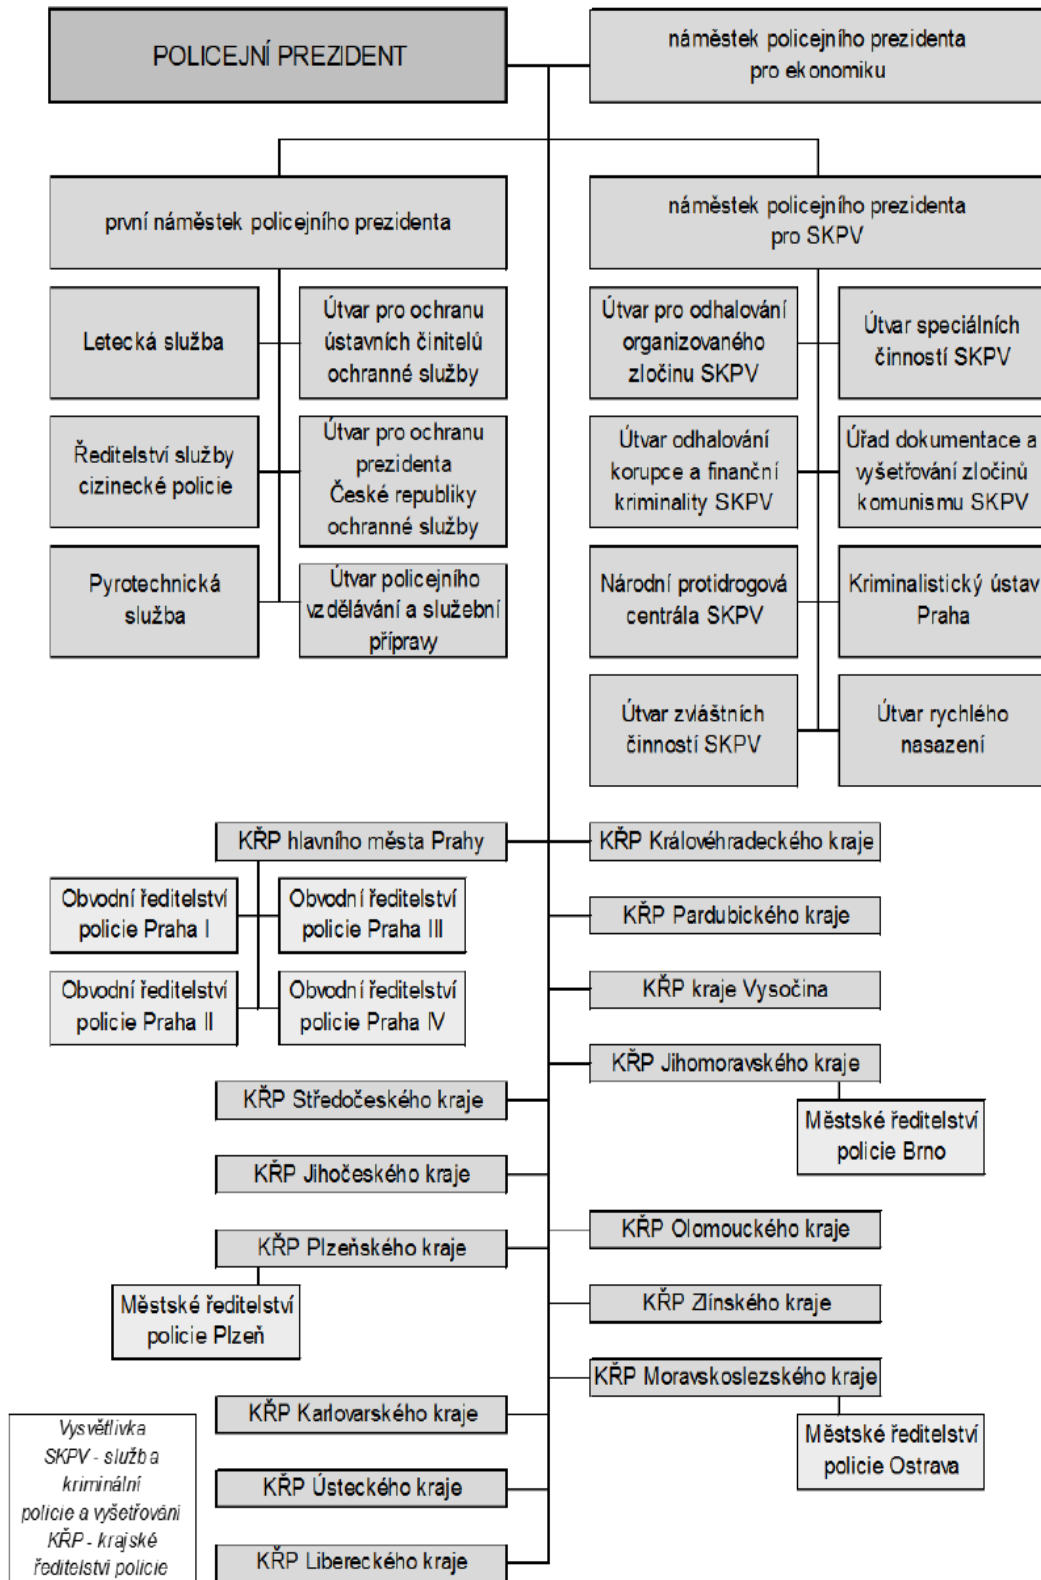 POLICEJNÍ PREZIDENT
náměstek policejního prezidenta
pro ekonomiku
první náměstek policejního prezidenta
náměstek policejního prezidenta
pro SKPV
Letecká služba
Útvar pro ochranu
ústavních činitelů
ochranné služby
Ředitelství služby
cizinecké policie
Útvar pro ochranu
prezidenta
České republiky
ochranné služby
Pyrotechnická
služba
Útvar policejního
vzdělávání a služební
přípravy
Útvar pro odhalování
organizovaného
zločinu SKPV
Útvar speciálních
činností SKPV
Útvar odhalování
korupce a finanční
kriminality SKPV
Úřad dokumentace a
vyšetřování zločinů
komunismu SKPV
Národní protidrogová
centrála SKPV
Kriminalistický ústav
Praha
Útvar zvláštních
činností SKPV
Útvar rychlého
nasazení
KŘP hlavního města Prahy
Obvodní ředitelství
policie Praha I
Obvodní ředitelství
policie Praha III
Obvodní ředitelství
policie Praha II
Obvodní ředitelství
policie Praha IV
KŘP Středočeského kraje
KŘP Jihočeského kraje
KŘP Plzeňského kraje
Městské ředitelství
policie Plzeň
KŘP Karlovarského kraje
KŘP Ústeckého kraje
KŘP Libereckého kraje
KŘP Královéhradeckého kraje
KŘP Pardubického kraje
KŘP kraje Vysočina
KŘP Jihomoravského kraje
Městské ředitelství
policie Brno
KŘP Olomouckého kraje
KŘP Zlínského kraje
KŘP Moravskoslezského kraje
Městské ředitelství
policie Ostrava
Vysvětlivka
SKPV - služba
kriminální
policie a vyšetřování
KŘP - krajské
ředitelství policie